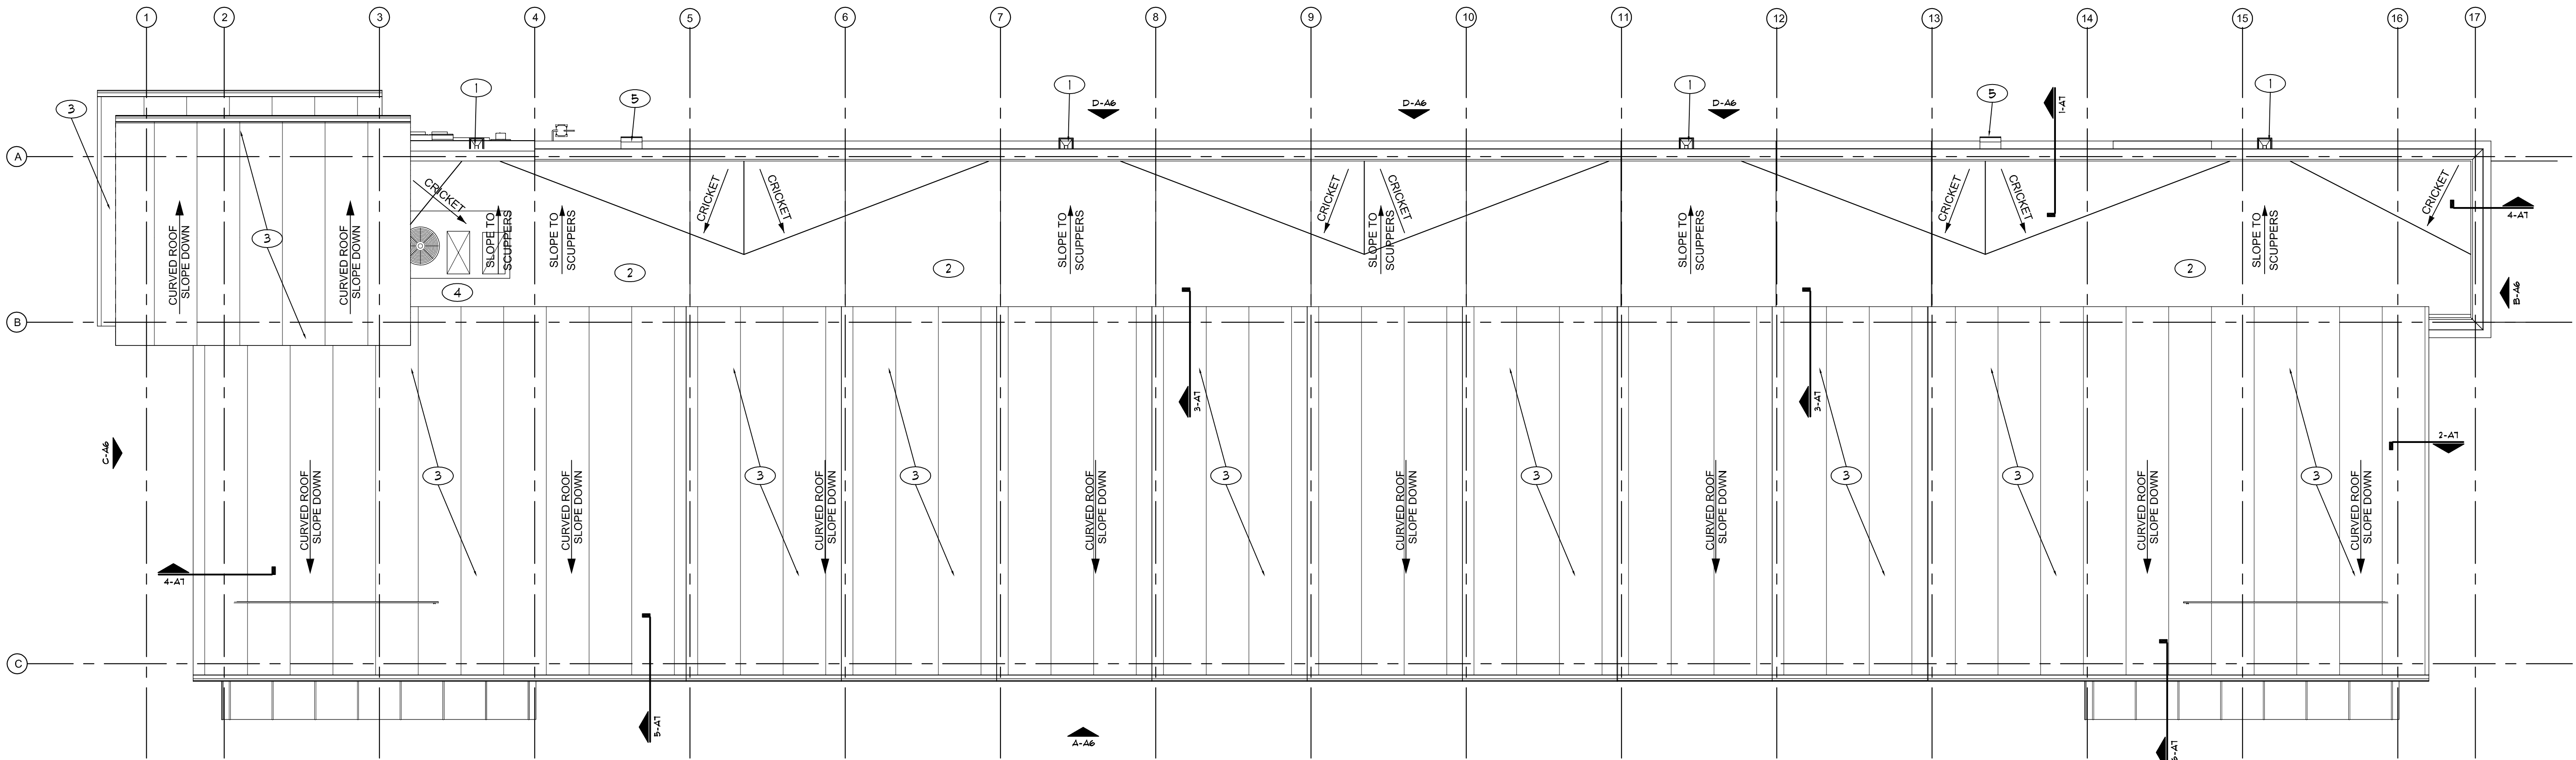 1
2
3
4
5
6
7
8
9
10
11
12
13
14
15
16
17
1
5
1
1
5
1
3
D-A6
D-A6
D-A6
1-A7
A
CRICKET
CRICKET
CRICKET
CRICKET
CRICKET
CRICKET
CRICKET
CRICKET
4-A7
3
CURVED ROOF
SLOPE DOWN
CURVED ROOF
SLOPE DOWN
SLOPE TO
SCUPPERS
SLOPE TO
SCUPPERS
SLOPE TO
SCUPPERS
SLOPE TO
SCUPPERS
SLOPE TO
SCUPPERS
SLOPE TO
SCUPPERS
2
2
2
4
B-A6
B
3-A7
3-A7
C-A6
2-A7
3
3
3
3
3
3
3
3
CURVED ROOF
SLOPE DOWN
CURVED ROOF
SLOPE DOWN
CURVED ROOF
SLOPE DOWN
CURVED ROOF
SLOPE DOWN
CURVED ROOF
SLOPE DOWN
CURVED ROOF
SLOPE DOWN
CURVED ROOF
SLOPE DOWN
CURVED ROOF
SLOPE DOWN
4-A7
C
5-A7
A-A6